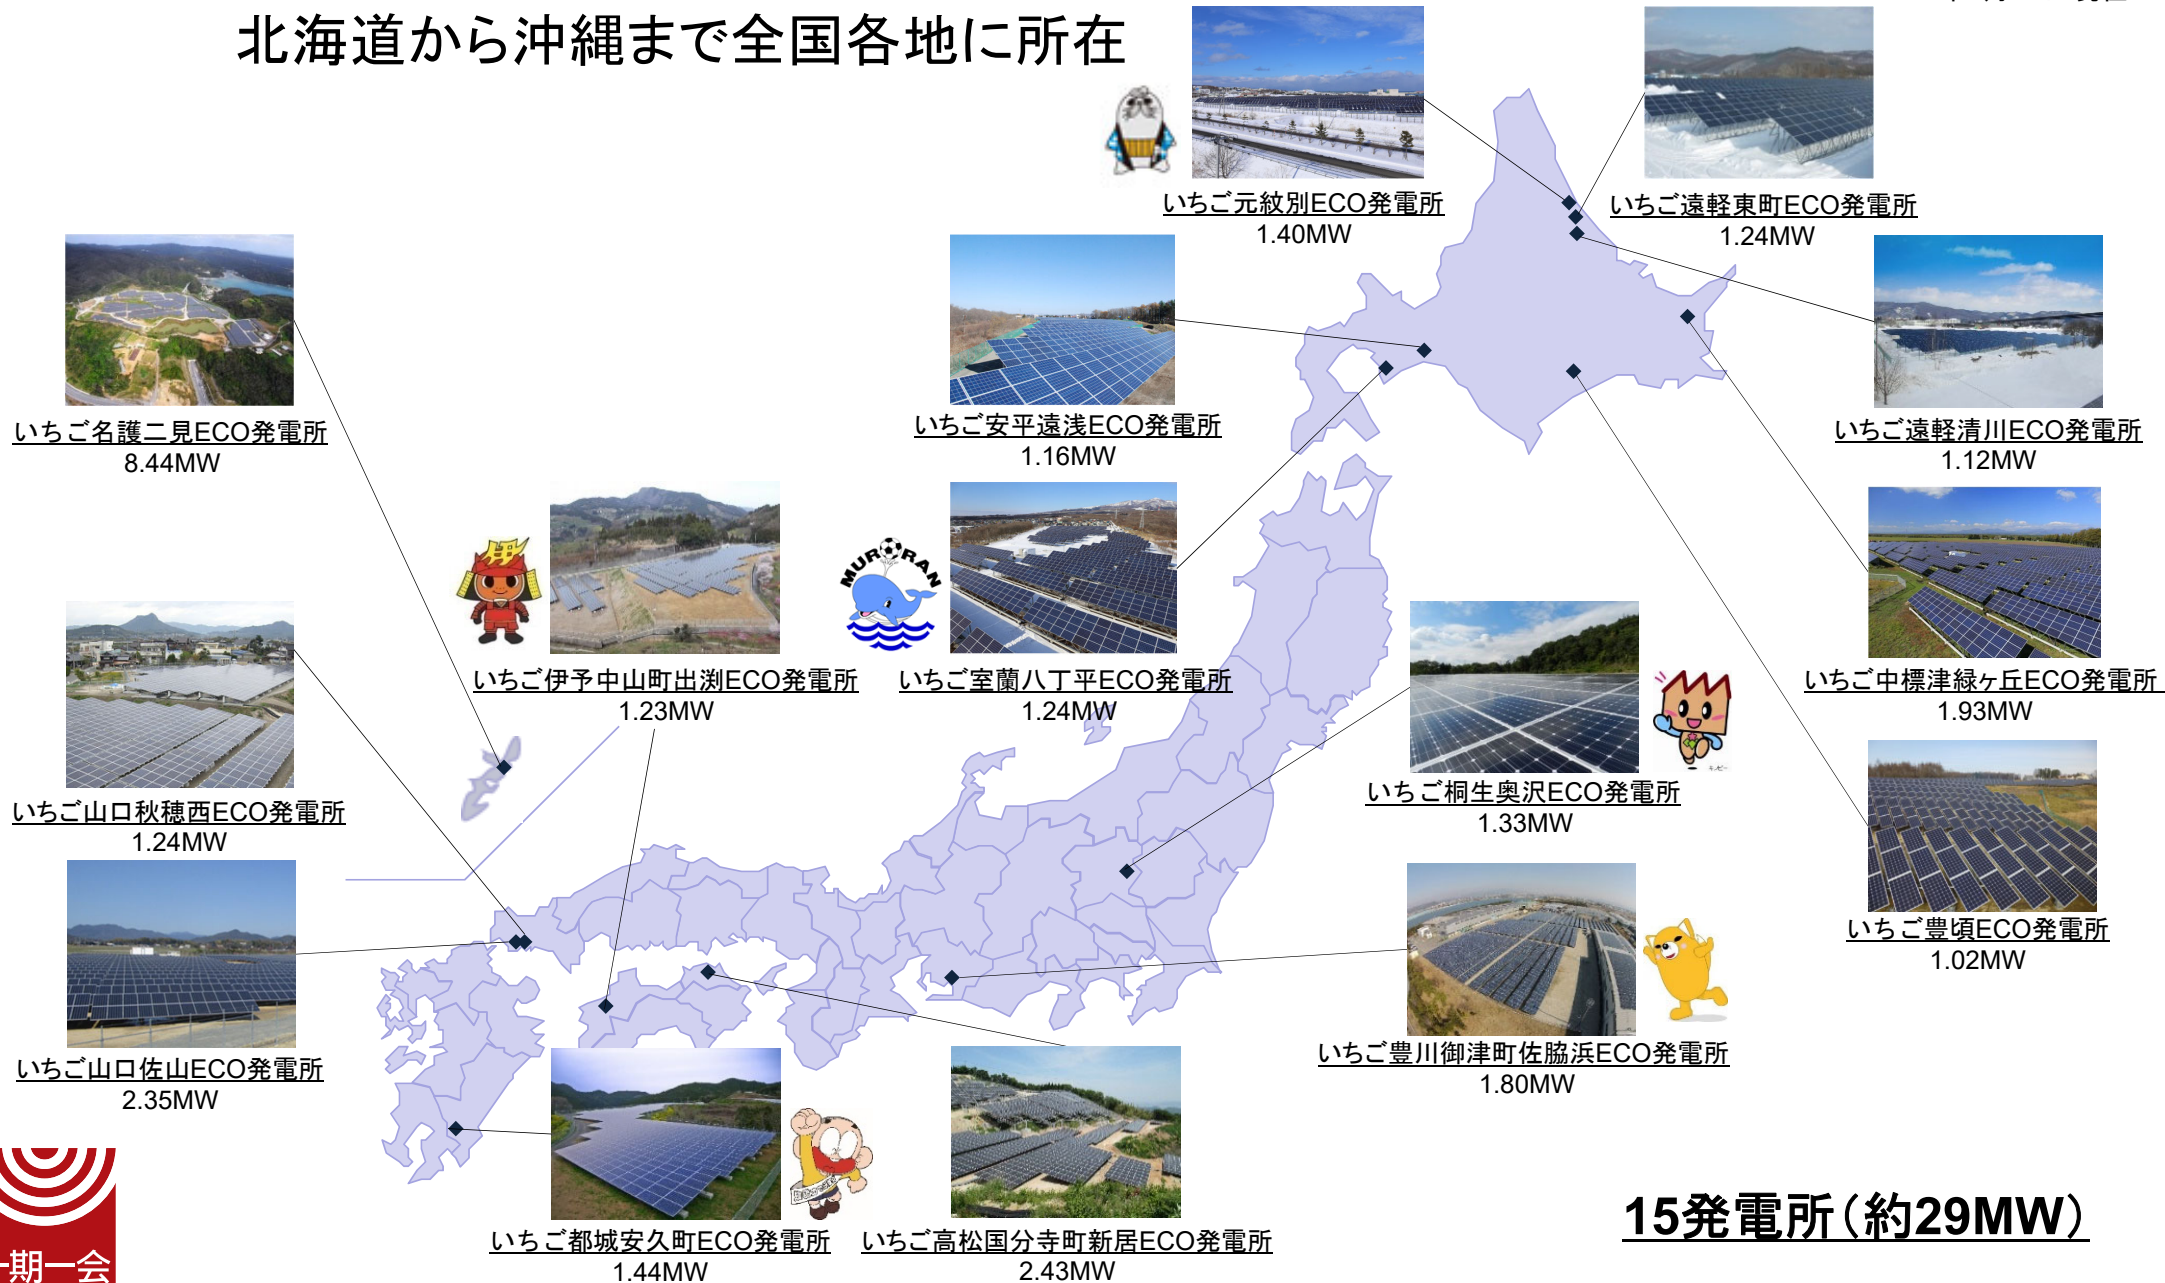 北海道から沖縄まで全国各地に所在
いちご元紋別ECO発電所
1.40MW
いちご遠軽東町ECO発電所
1.24MW
いちご名護二見ECO発電所
8.44MW
いちご安平遠浅ECO発電所
1.16MW
いちご遠軽清川ECO発電所
1.12MW
いちご伊予中山町出渕ECO発電所
1.23MW
MURORAN
いちご室蘭八丁平ECO発電所
1.24MW
いちご中標津緑ヶ丘ECO発電所
1.93MW
いちご山口秋穂西ECO発電所
1.24MW
いちご桐生奥沢ECO発電所
1.33MW
いちご豊頃ECO発電所
1.02MW
いちご山口佐山ECO発電所
2.35MW
いちご豊川御津町佐脇浜ECO発電所
1.80MW
いちご都城安久町ECO発電所
1.44MW
いちご高松国分寺町新居ECO発電所
2.43MW
15発電所（約29MW）
一期一会